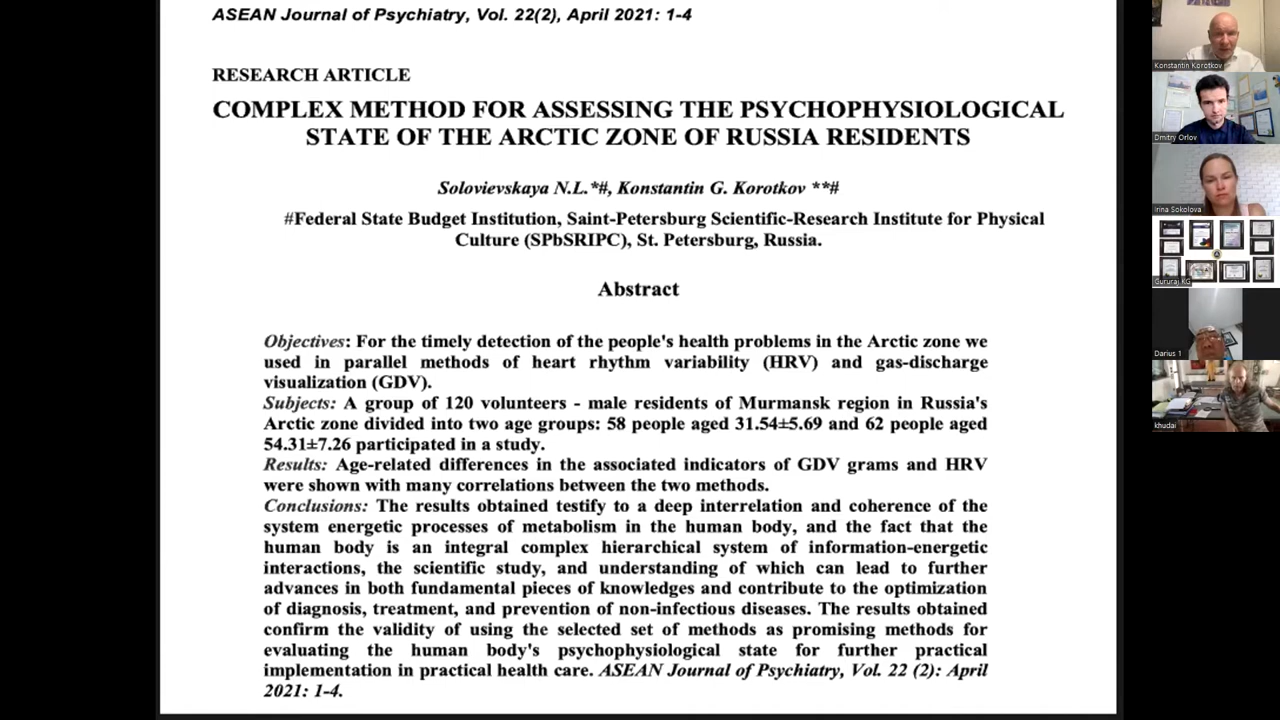 ASEAN Journal of Psychiatry, Vol. 22(2), April 2021: 1-4
RESEARCH ARTICLE
COMPLEX METHOD FOR ASSESSING THE PSYCHOPHYSIOLOGICAL
STATE OF THE ARCTIC ZONE OF RUSSIA RESIDENTS
Solovievskaya N.L.*#, Konstantin G. Korotkov **#
#Federal State Budget Institution, Saint-Petersburg Scientific-Research Institute for Physical
Culture (SPbSRIPC), St. Petersburg, Russia.
Abstract
Objectives: For the timely detection of the people's health problems in the Arctic zone we
used in parallel methods of heart rhythm variability (HRV) and gas-discharge
visualization (GDV).
Subjects: A group of 120 volunteers - male residents of Murmansk region in Russia's
Arctic zone divided into two age groups: 58 people aged 31.54±5.69 and 62 people aged
54.31±7.26 participated in a study.
Results: Age-related differences in the associated indicators of GDV grams and HRV
were shown with many correlations between the two methods.
Conclusions: The results obtained testify to a deep interrelation and coherence of the
system energetic processes of metabolism in the human body, and the fact that the
human body is an integral complex hierarchical system of information-energetic
interactions, the scientific study, and understanding of which can lead to further
advances in both fundamental pieces of knowledges and contribute to the optimization
of diagnosis, treatment, and prevention of non-infectious diseases. The results obtained
confirm the validity of using the selected set of methods as promising methods for
evaluating the human body's psychophysiological state for further practical
implementation in practical health care. ASEAN Journal of Psychiatry, Vol. 22 (2): April
2021: 1-4.
Konstantin Korotkov
Dmitry Orlov
Irina Sokolova
Gururaj KG
Darius 1
khudai